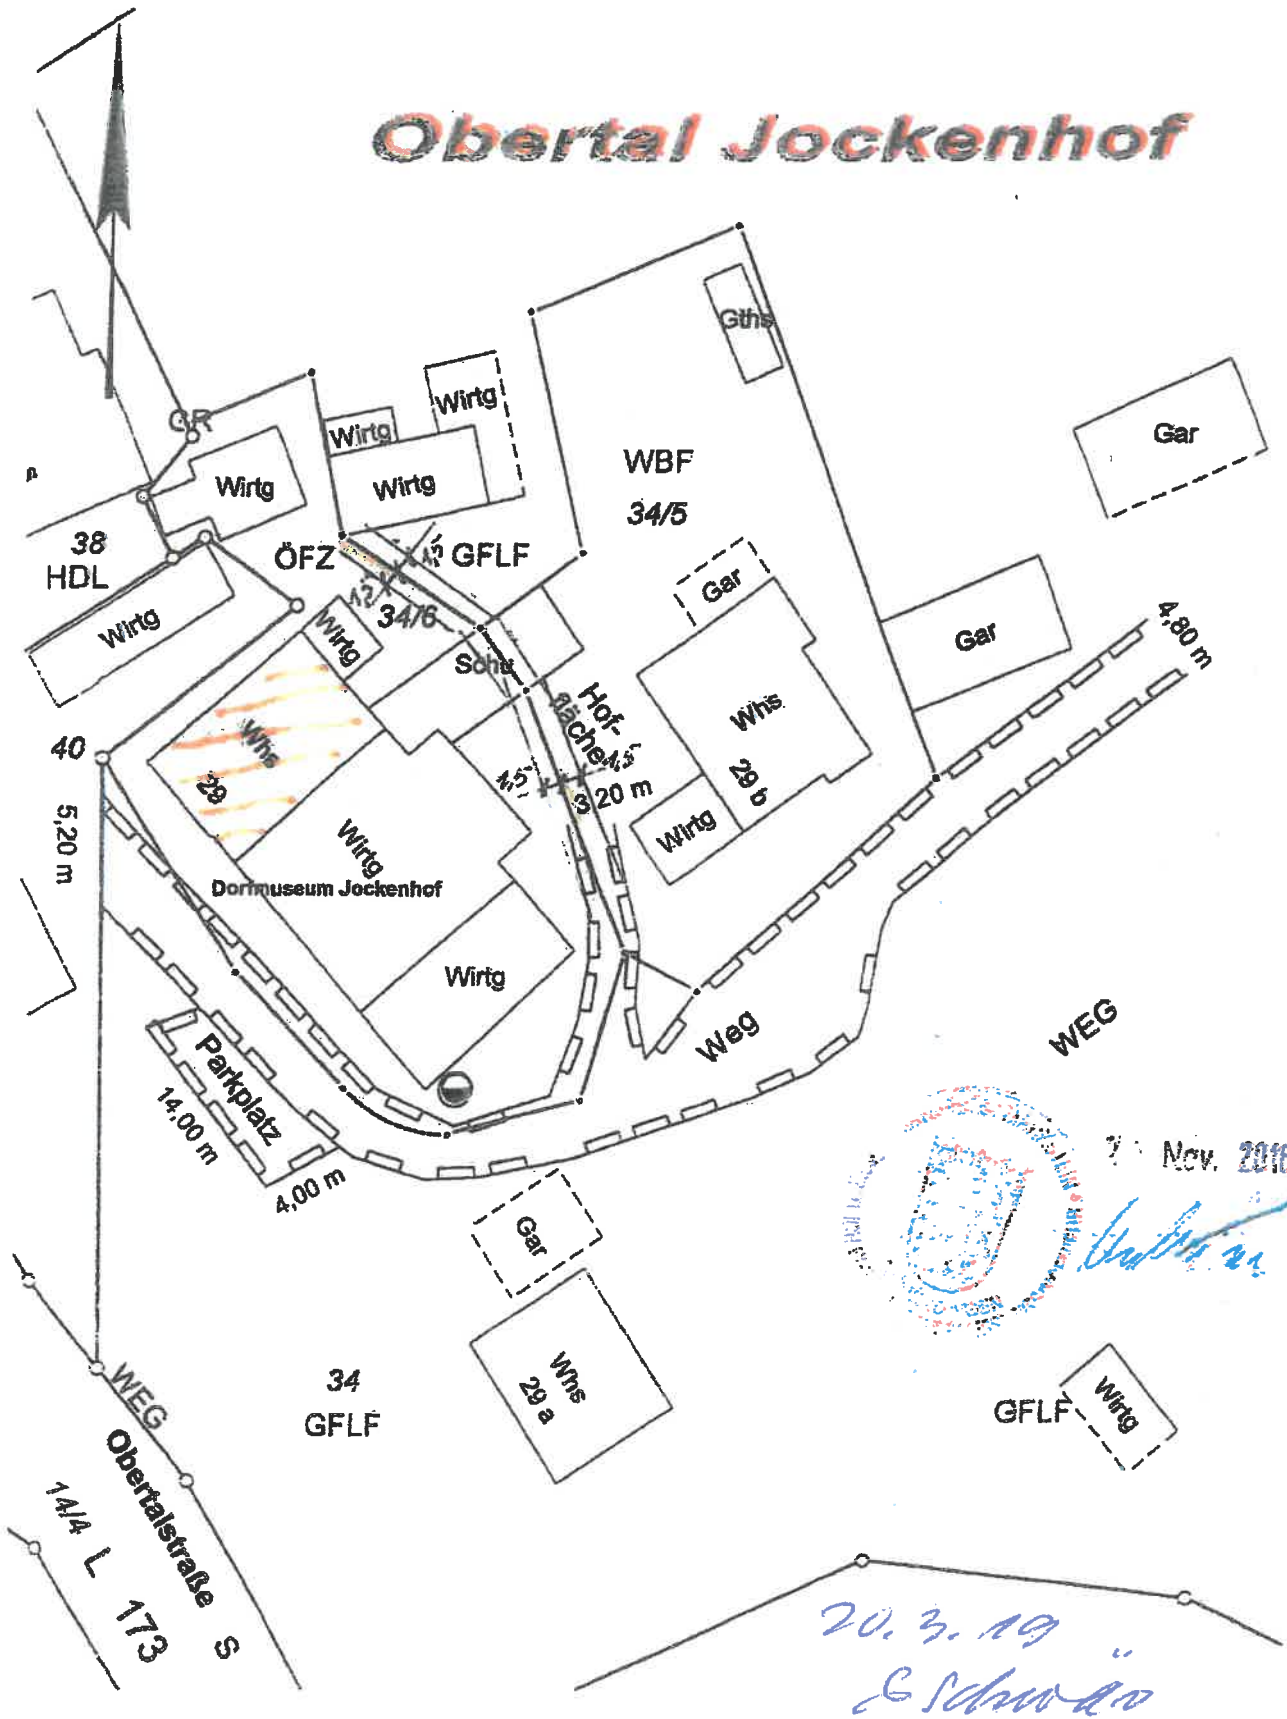 Obertal Jockenhof
GR
Gths
Wirtg
Wirtg
Gar
Wirtg
Wirtg
WBF
34/5
38
HDL
ÖFZ
GFLF
34/6
Gar
Gar
4,80 m
Wirtg
Wirtg
Schu
Hof-
fläche
Whs
29 b
Whs
29
40
5,20 m
3,20 m
Wirtg
Wirtg
Dorfmuseum Jockenhof
Wirtg
Weg
WEG
Parkplatz
14,00 m
4,00 m
Nov.
Gar
Whs
29 a
34
GFLF
GFLF
Wirtg
WEG
Obertalstraße
S
14/4
L 173
20. 3. 19